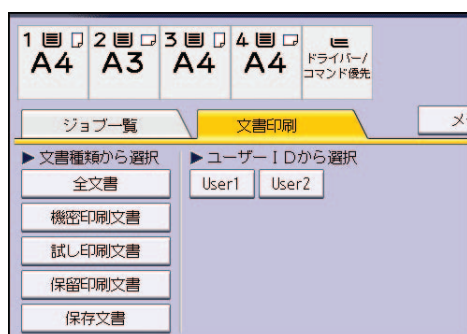 1 2 3 4
A4 A3 A4 A4 ドライバー/
コマンド優先
ジョブ一覧 文書印刷
▶ 文書種類から選択 ▶ ユーザーIDから選択
全文書 User1 User2
機密印刷文書
試し印刷文書
保留印刷文書
保存文書